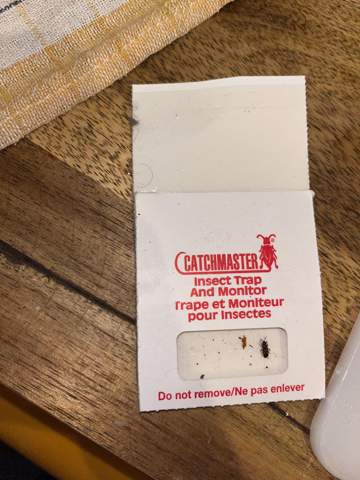 CATCHMASTER®
Insect Trap
And Monitor
Trape et Moniteur
pour Insectes
Do not remove/Ne pas enlever